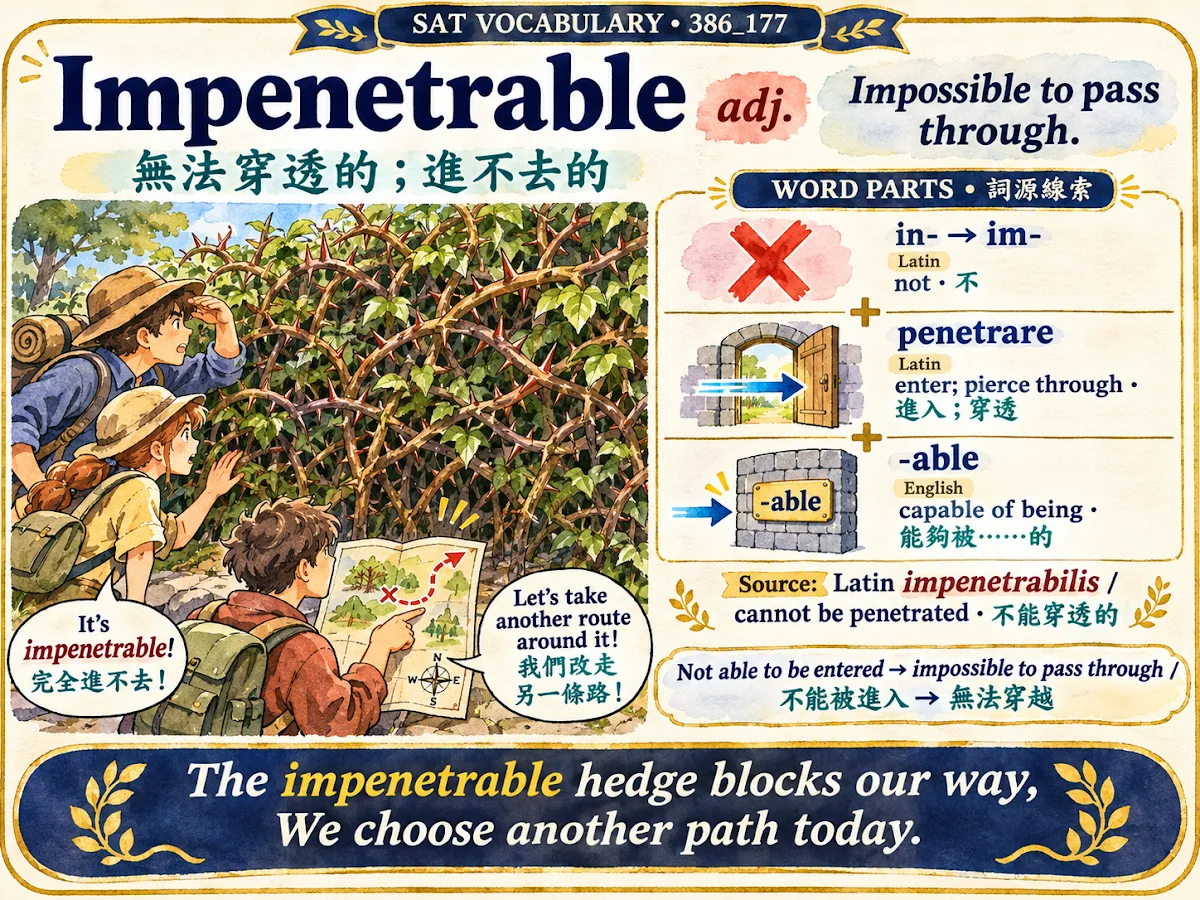 SAT VOCABULARY • 386_177
Impenetrable
adj.
Impossible to pass
through.
無法穿透的；進不去的
WORD PARTS • 詞源線索
in- → im-
Latin
not • 不
penetrare
Latin
enter; pierce through •
進入；穿透
-able
-able
English
capable of being •
能夠被……的
Source: Latin impenetrabilis /
cannot be penetrated • 不能穿透的
Not able to be entered → impossible to pass through /
不能被進入 → 無法穿越
It's
impenetrable!
完全進不去！
Let's take
another route
around it!
我們改走
另一條路！
N
W E
S
The impenetrable hedge blocks our way,
We choose another path today.